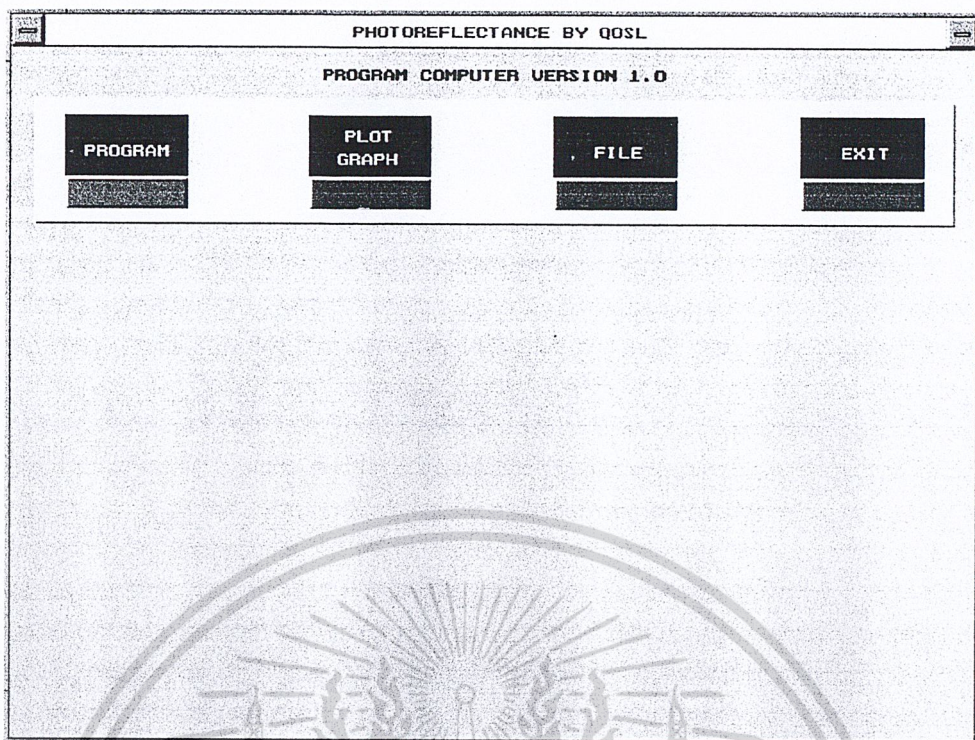 PHOTOREFLECTANCE BY QOSL
PROGRAM COMPUTER VERSION 1.0
PROGRAM
PLOT
GRAPH
FILE
EXIT